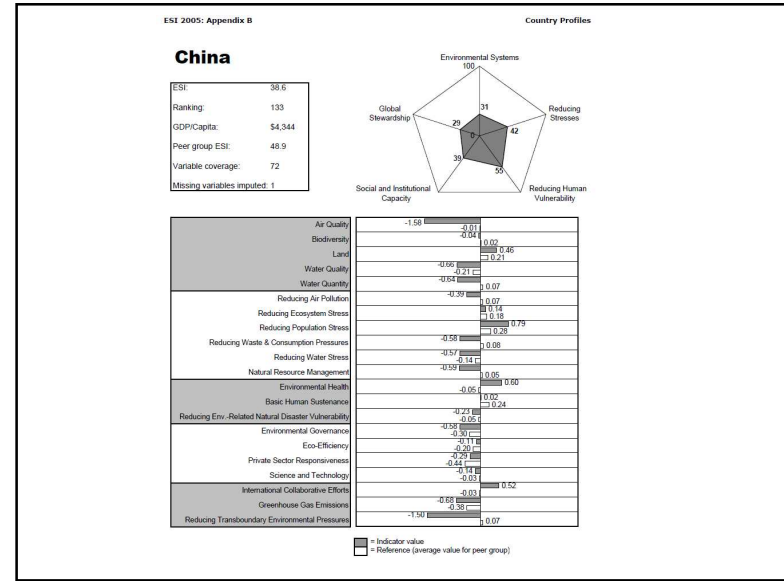 ESI 2005: Appendix B Country Profiles
China
ESI: 38.6
Ranking: 133
GDP/Capita: $4,344
Peer group ESI: 48.9
Variable coverage: 72
Missing variables imputed: 1
Environmental Systems
100
31
Global Stewardship
29
Reducing Stresses
42
0
39
55
Social and Institutional Capacity
Reducing Human Vulnerability
Air Quality -1.58 -0.01
Biodiversity -0.04 0.02
Land 0.46 0.21
Water Quality -0.66 -0.21
Water Quantity -0.64 0.07
Reducing Air Pollution -0.39 0.07
Reducing Ecosystem Stress 0.14 0.18
Reducing Population Stress 0.79 0.28
Reducing Waste & Consumption Pressures -0.58 0.08
Reducing Water Stress -0.57 -0.14
Natural Resource Management -0.59 0.05
Environmental Health 0.60 -0.05
Basic Human Sustenance 0.02 0.24
Reducing Env.-Related Natural Disaster Vulnerability -0.23 -0.05
Environmental Governance -0.58 -0.30
Eco-Efficiency -0.11 -0.20
Private Sector Responsiveness -0.29 -0.44
Science and Technology -0.14 -0.03
International Collaborative Efforts 0.52 -0.03
Greenhouse Gas Emissions -0.68 -0.38
Reducing Transboundary Environmental Pressures -1.50 0.07
= Indicator value
= Reference (average value for peer group)